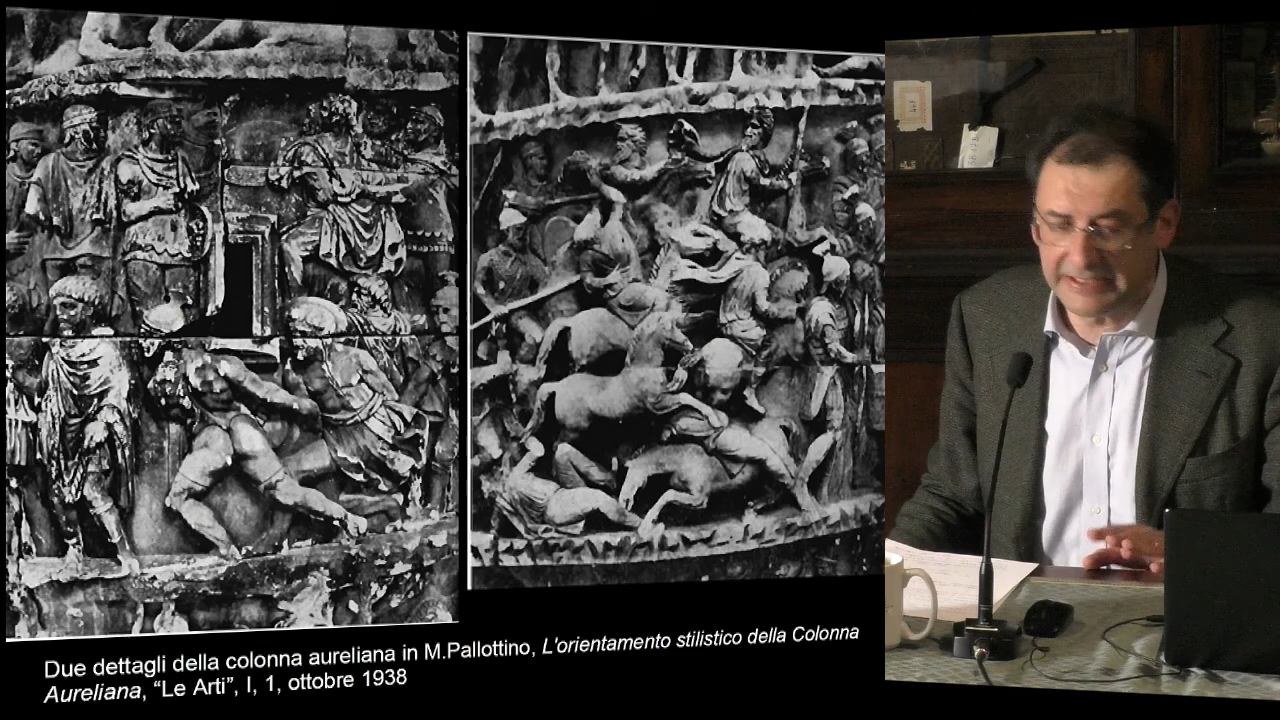 Due dettagli della colonna aureliana in M.Pallottino, L'orientamento stilistico della Colonna
Aureliana, “Le Arti”, I, 1, ottobre 1938